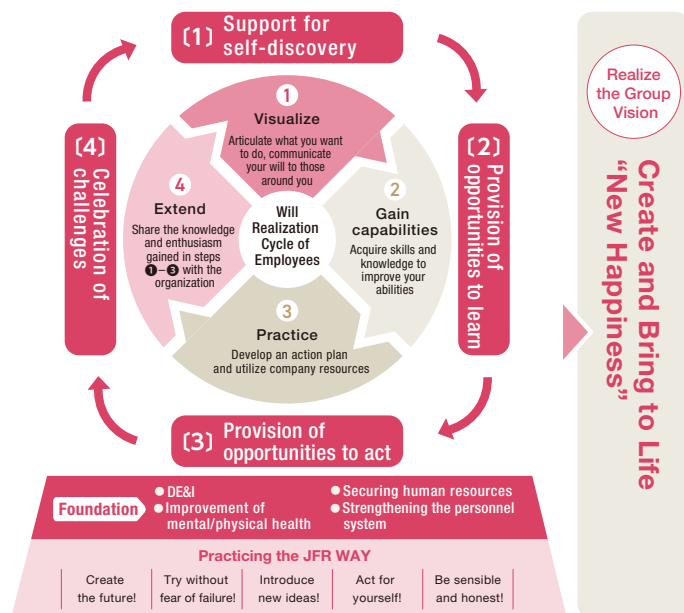 [1] Support for
self-discovery
[2] Provision of
opportunities to learn
[3] Provision of
opportunities to act
[4] Celebration of
challenges
1
Visualize
Articulate what you want
to do, communicate
your will to those
around you
2
Gain
capabilities
Acquire skills and
knowledge to
improve your
abilities
3
Practice
Develop an action plan
and utilize company resources
4
Extend
Share the knowledge
and enthusiasm
gained in steps
❶–❸ with the
organization
Will
Realization
Cycle of
Employees
Foundation
●DE&I
●Improvement of
mental/physical health
●Securing human resources
●Strengthening the personnel
system
Practicing the JFR WAY
Create
the future!
Try without
fear of failure!
Introduce
new ideas!
Act for
yourself!
Be sensible
and honest!
Realize
the Group
Vision
Create and Bring to Life
“New Happiness”